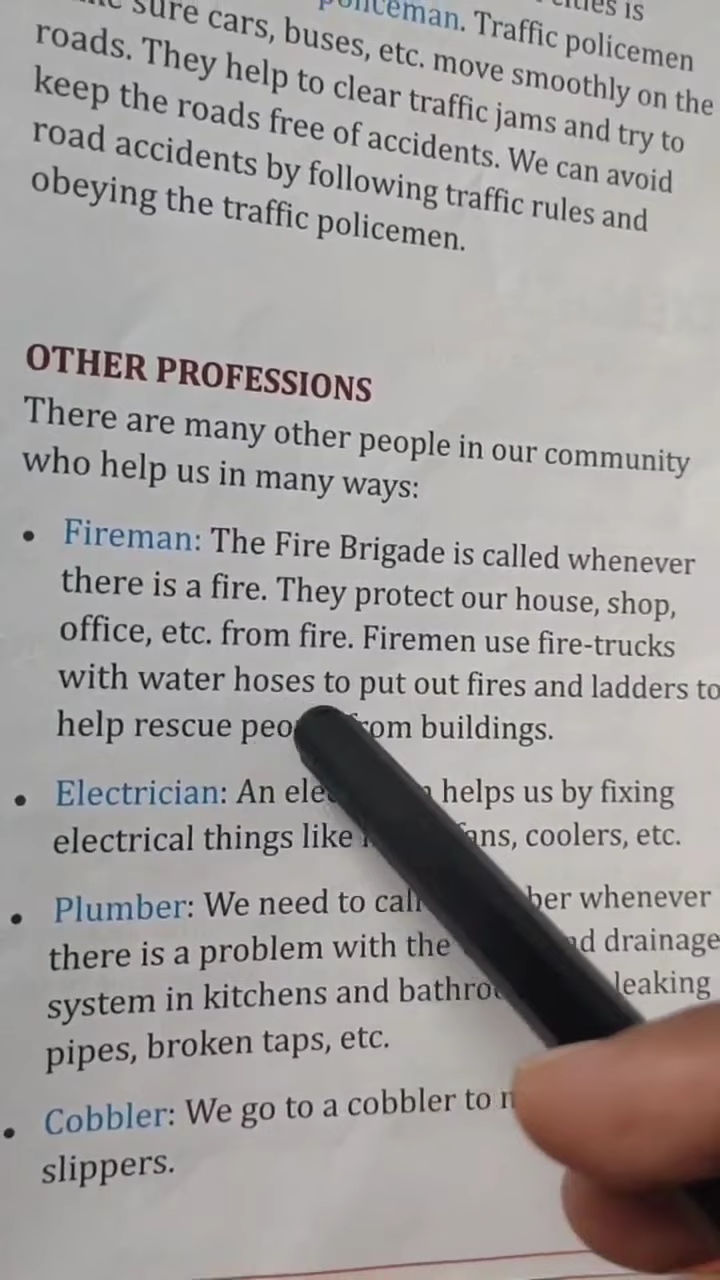 is
sure cars, buses, etc. move smoothly on the
policeman. Traffic policemen
roads. They help to clear traffic jams and try to
keep the roads free of accidents. We can avoid
road accidents by following traffic rules and
obeying the traffic policemen.
OTHER PROFESSIONS
There are many other people in our community
who help us in many ways:
• Fireman: The Fire Brigade is called whenever
there is a fire. They protect our house, shop,
office, etc. from fire. Firemen use fire-trucks
with water hoses to put out fires and ladders to
help rescue from buildings.
• Electrician: An helps us by fixing
electrical things like fans, coolers, etc.
• Plumber: We need to call whenever
there is a problem with the drainage
system in kitchens and leaking
pipes, broken taps, etc.
• Cobbler: We go to a cobbler to
slippers.